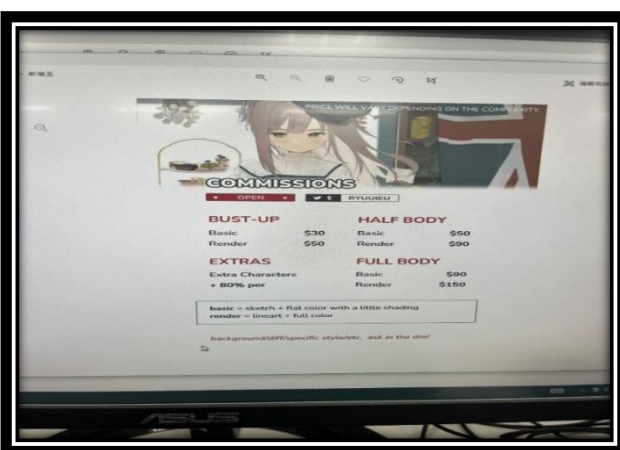 PRICE WILL VARY DEPENDING ON THE COMPLEXITY.
COMMISSIONS
OPEN
BYUUIEU
BUST-UP
Basic $30
Render $50
HALF BODY
Basic $50
Render $90
EXTRAS
Extra Characters
+ 80% per
FULL BODY
Basic $90
Render $150
basic = sketch + flat color with a little shading
render = lineart + full color
background/diff/specific style/etc. ask in the dm!
ASUS